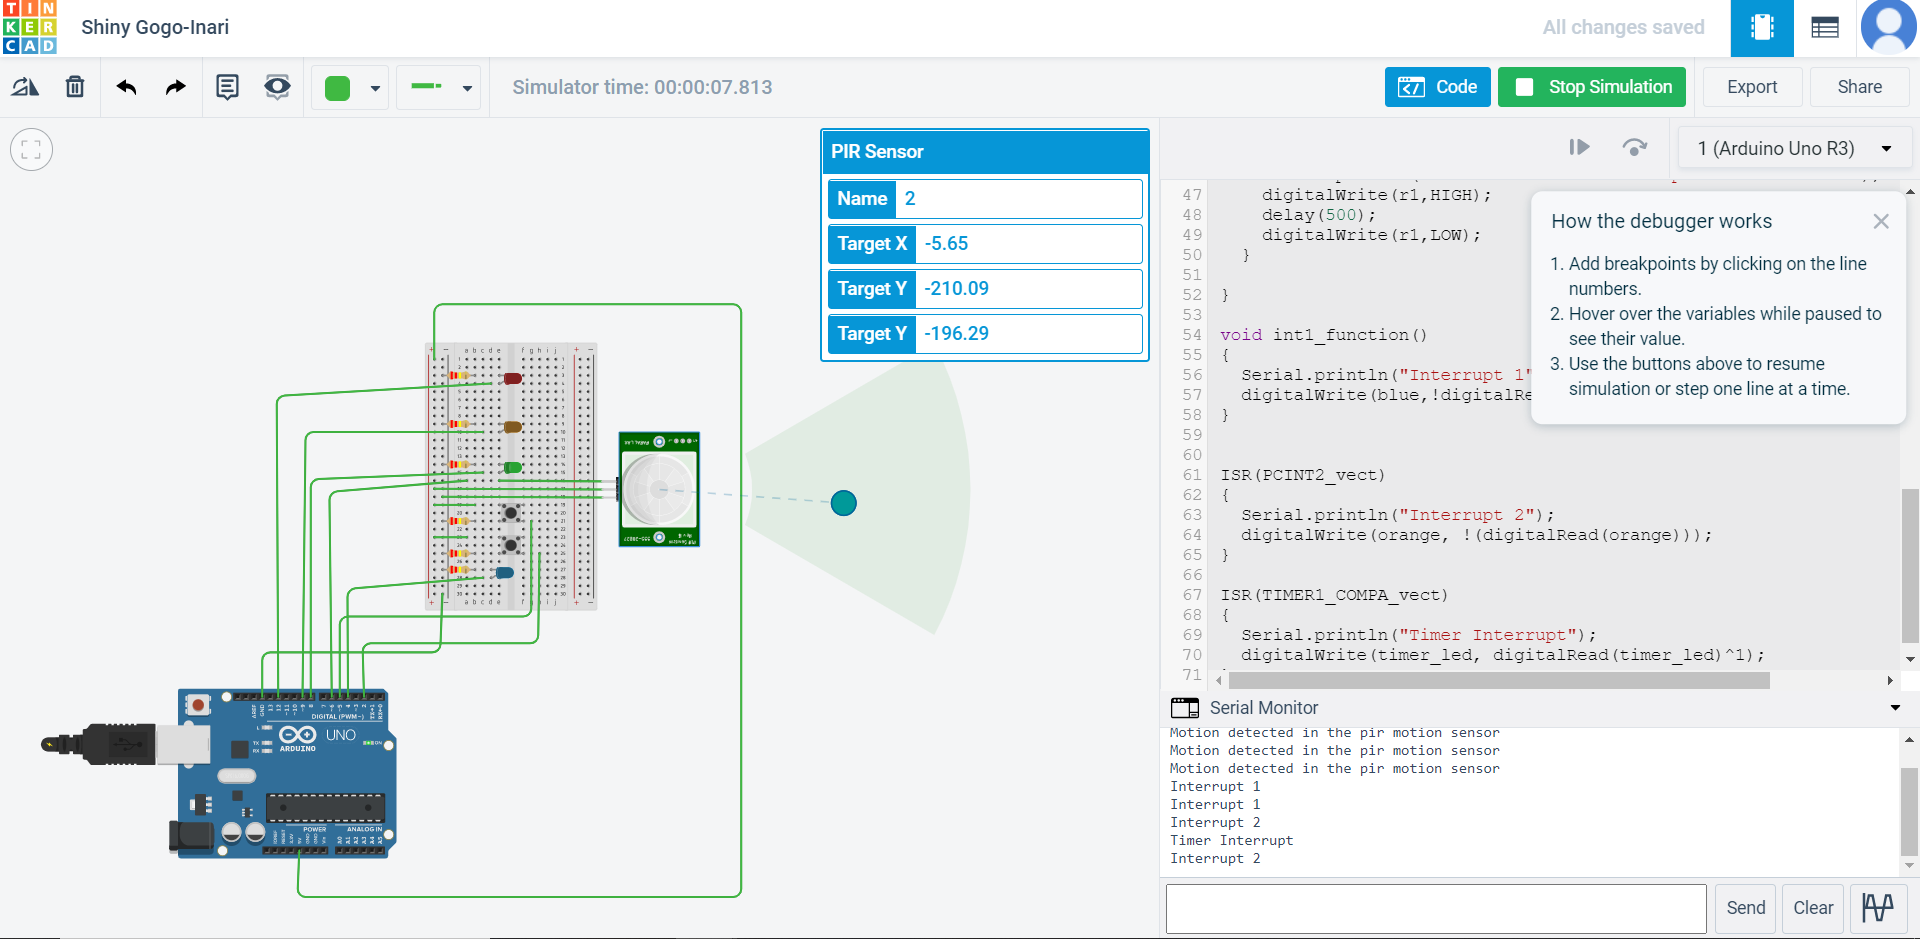 TIN
KER
CAD
Shiny Gogo-Inari
All changes saved
Simulator time: 00:00:07.813
Code
Stop Simulation
Export
Share
PIR Sensor
Name 2
Target X -5.65
Target Y -210.09
Target Y -196.29
1 (Arduino Uno R3)
47 digitalWrite(r1,HIGH);
48 delay(500);
49 digitalWrite(r1,LOW);
50 }
51
52 }
53
54 void int1_function()
55 {
56 Serial.println("Interrupt 1"
57 digitalWrite(blue,!digitalRe
58 }
59
60
61 ISR(PCINT2_vect)
62 {
63 Serial.println("Interrupt 2");
64 digitalWrite(orange, !(digitalRead(orange)));
65 }
66
67 ISR(TIMER1_COMPA_vect)
68 {
69 Serial.println("Timer Interrupt");
70 digitalWrite(timer_led, digitalRead(timer_led)^1);
71
How the debugger works
1. Add breakpoints by clicking on the line
numbers.
2. Hover over the variables while paused to
see their value.
3. Use the buttons above to resume
simulation or step one line at a time.
DIGITAL (PWM~)
UNO
ARDUINO
POWER
ANALOG IN
Serial Monitor
Motion detected in the pir motion sensor
Motion detected in the pir motion sensor
Motion detected in the pir motion sensor
Interrupt 1
Interrupt 1
Interrupt 2
Timer Interrupt
Interrupt 2
Send
Clear